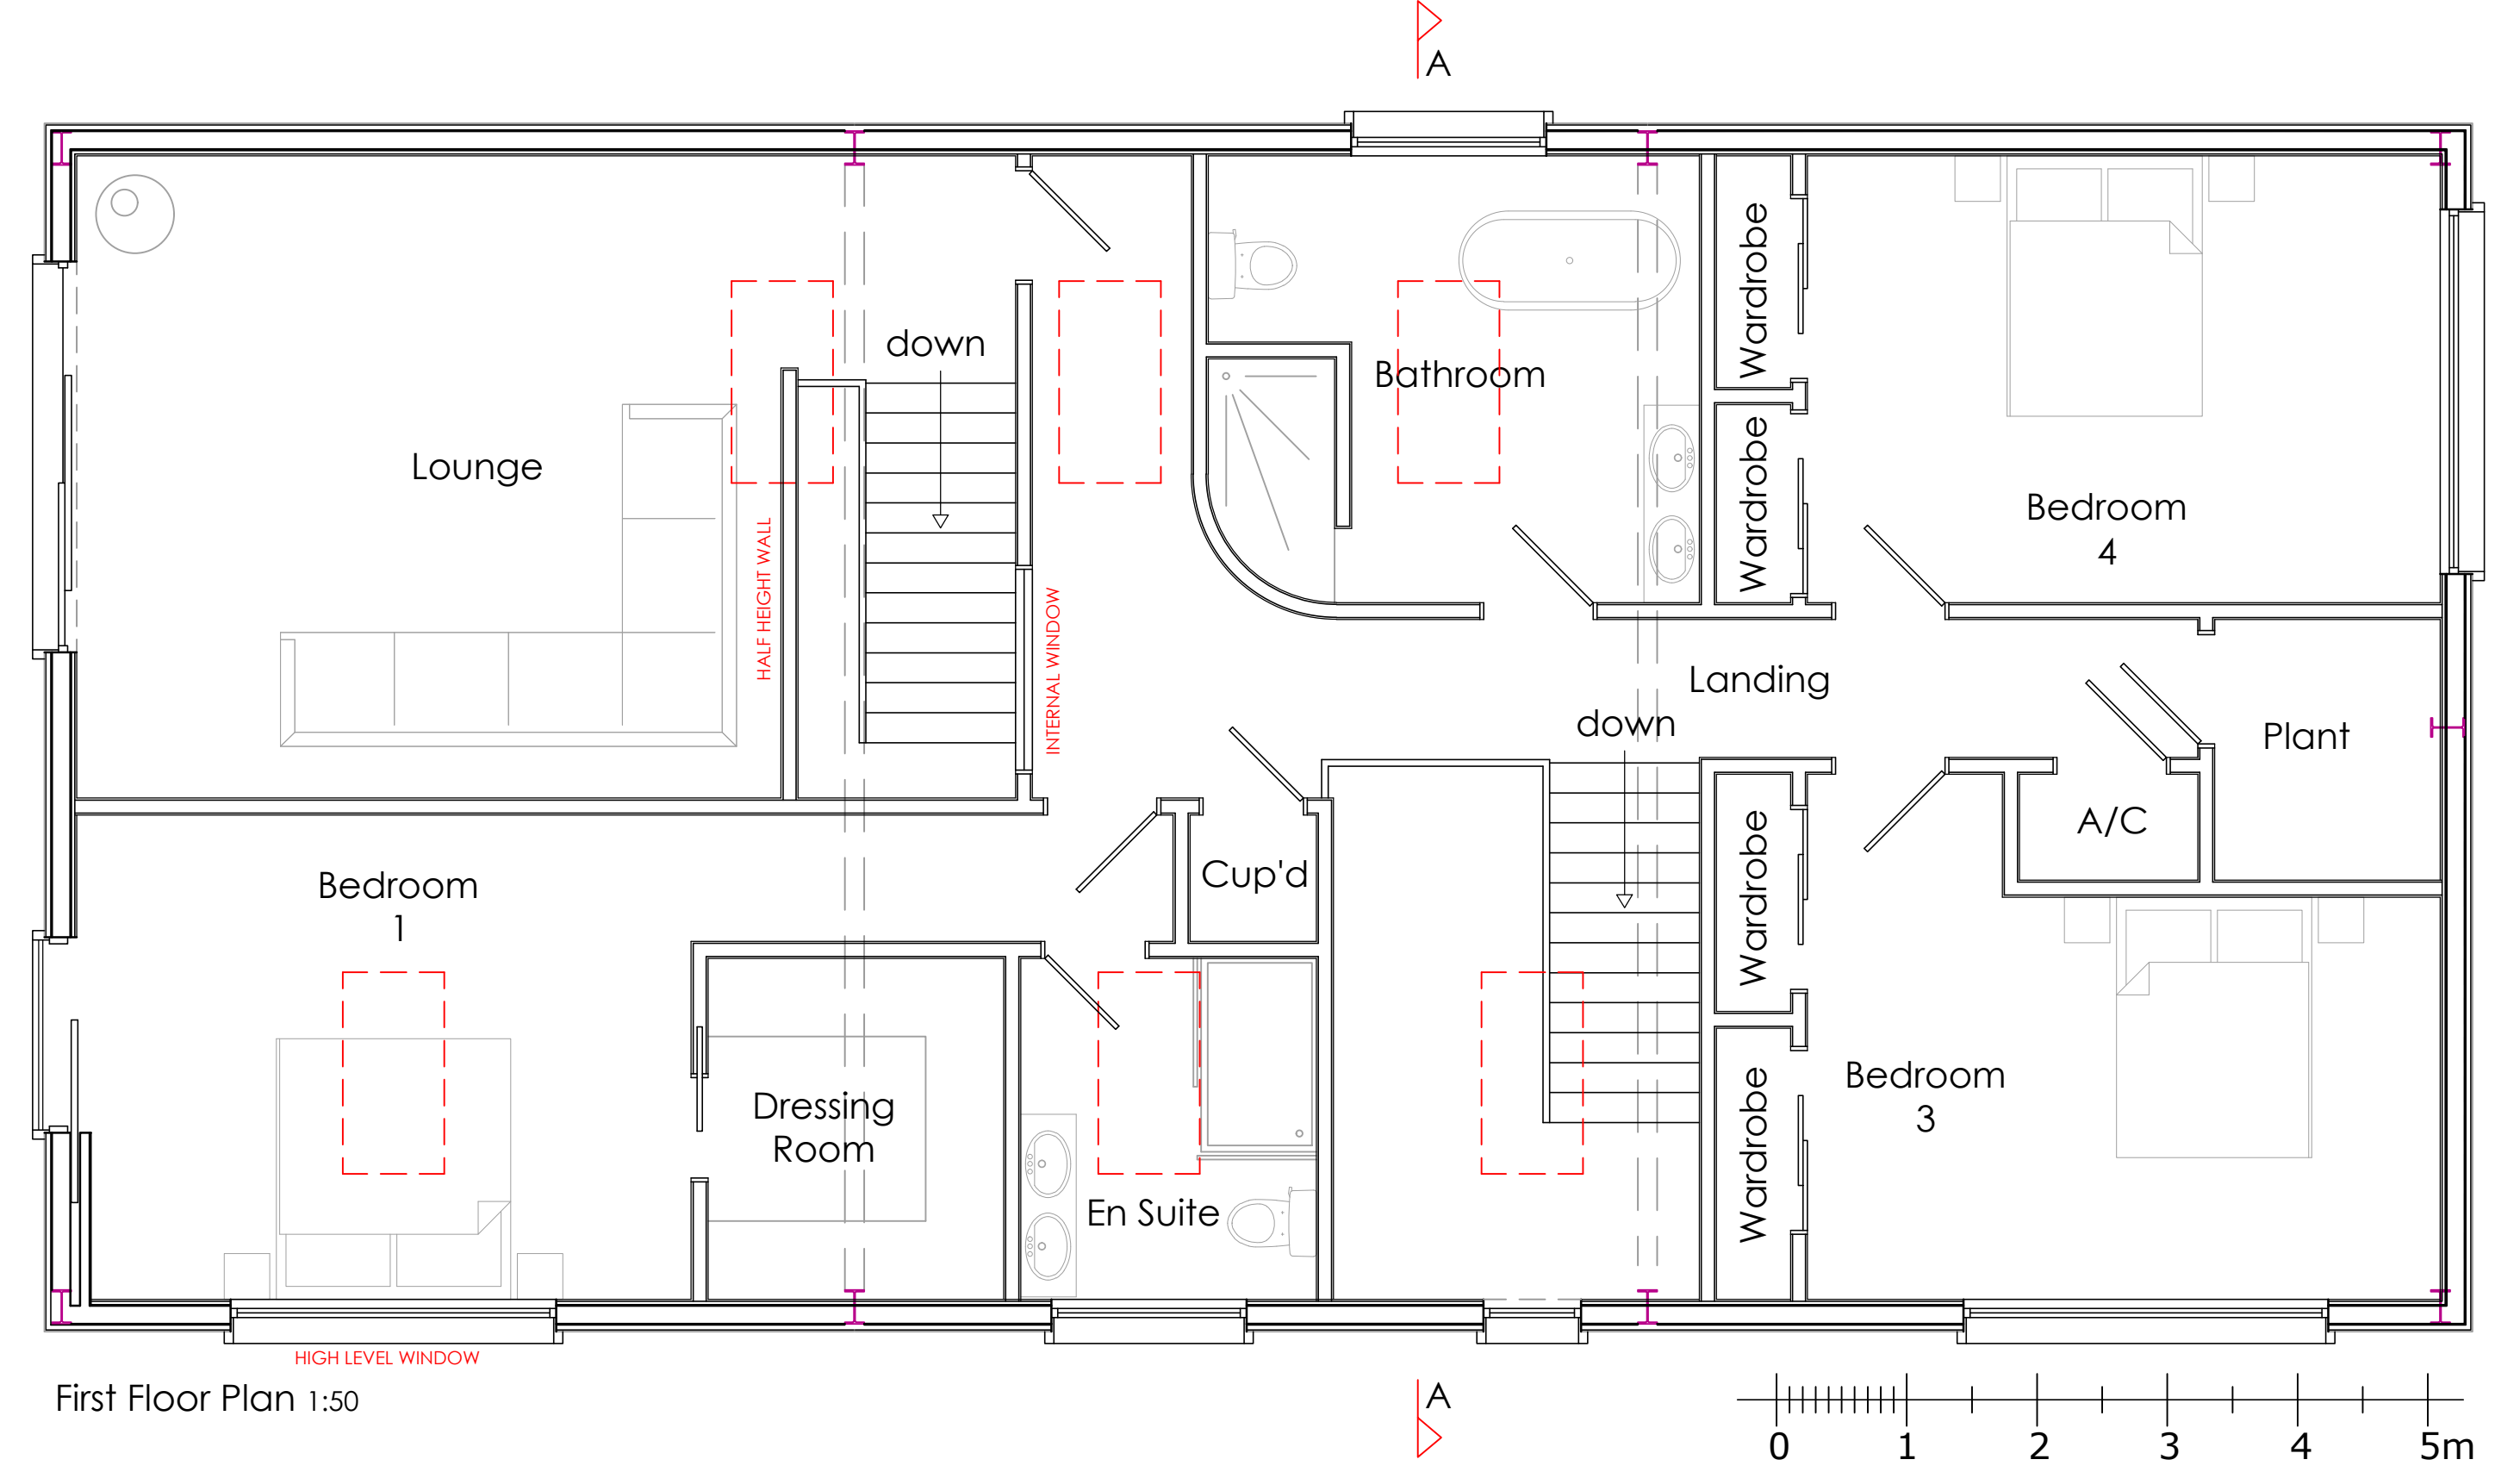 A
Wardrobe
down
Bathroom
Lounge
Wardrobe
Bedroom
4
HALF HEIGHT WALL
INTERNAL WINDOW
Landing
down
Plant
A/C
Cup'd
Bedroom
1
Wardrobe
Bedroom
3
Dressing
Room
Wardrobe
En Suite
HIGH LEVEL WINDOW
First Floor Plan 1:50
A
0 1 2 3 4 5m